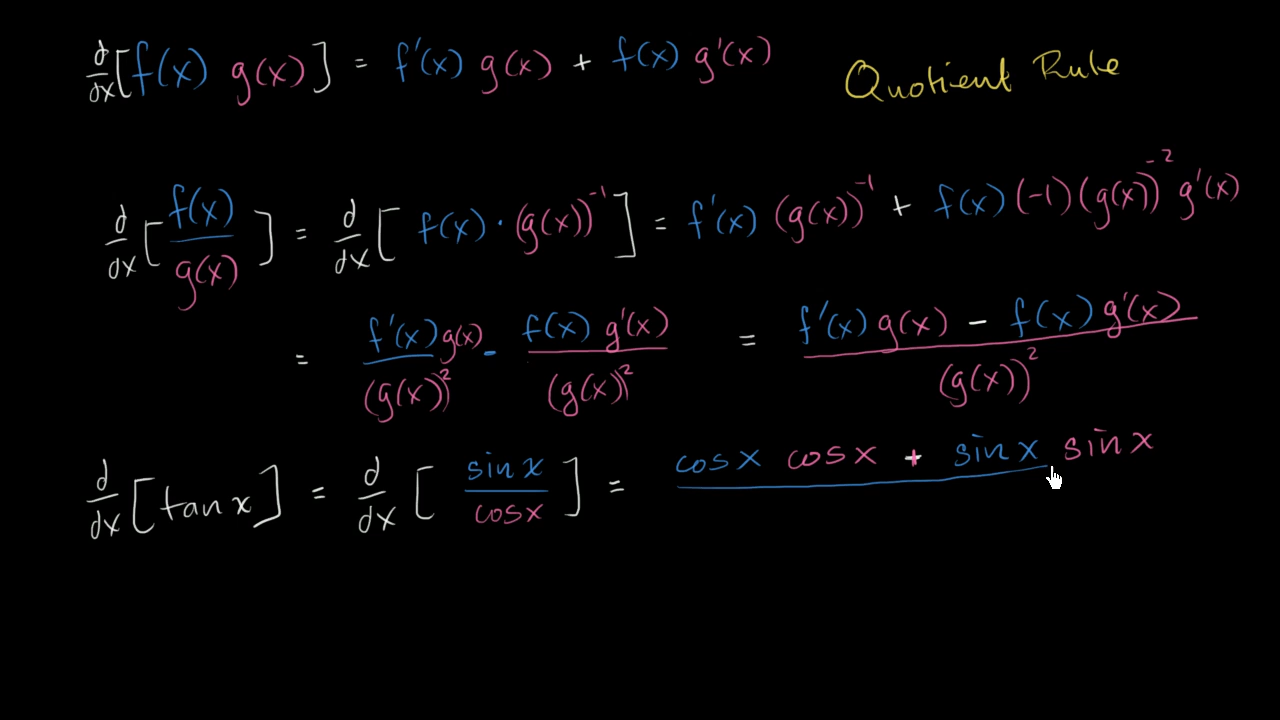 d/dx [f(x) g(x)] = f'(x) g(x) + f(x) g'(x)
Quotient Rule
d/dx [f(x)/g(x)] = d/dx [f(x) · (g(x))⁻¹] = f'(x) (g(x))⁻¹ + f(x) (-1) (g(x))⁻² g'(x)
= f'(x) g(x)/(g(x))² - f(x) g'(x)/(g(x))² = (f'(x) g(x) - f(x) g'(x))/(g(x))²
d/dx [tan x] = d/dx [sin x/cos x] = cos x cos x + sin x sin x